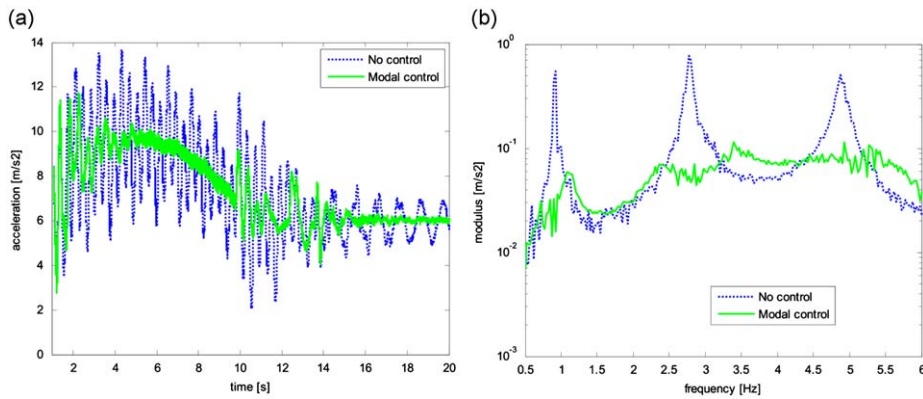 (a)
14
12
10
8
6
4
2
0
acceleration [m/s2]
2 4 6 8 10 12 14 16 18 20
time [s]
No control
Modal control
(b)
10^0
10^-1
10^-2
10^-3
modulus [m/s2]
0.5 1 1.5 2 2.5 3 3.5 4 4.5 5 5.5 6
frequency [Hz]
No control
Modal control